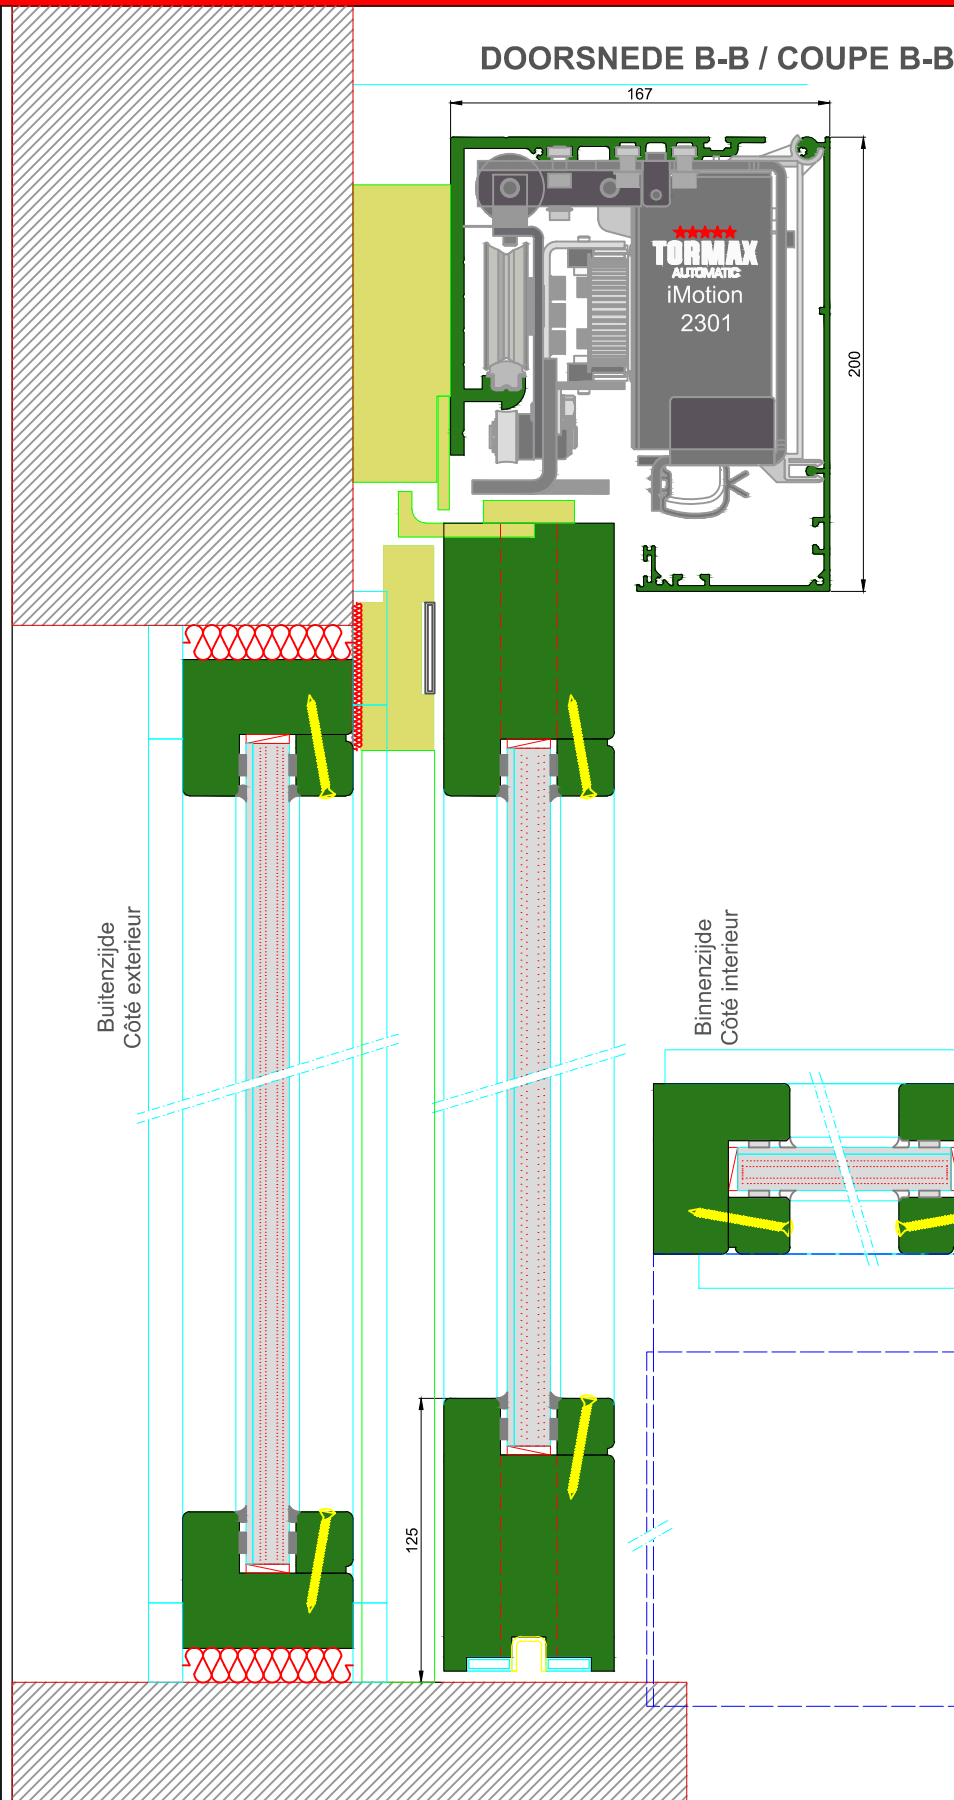 DOORSNEDE B-B / COUPE B-B
167
TORMAX
AUTOMATIC
iMotion
2301
200
Buitenzijde
Côté exterieur
Binnenzijde
Côté interieur
125